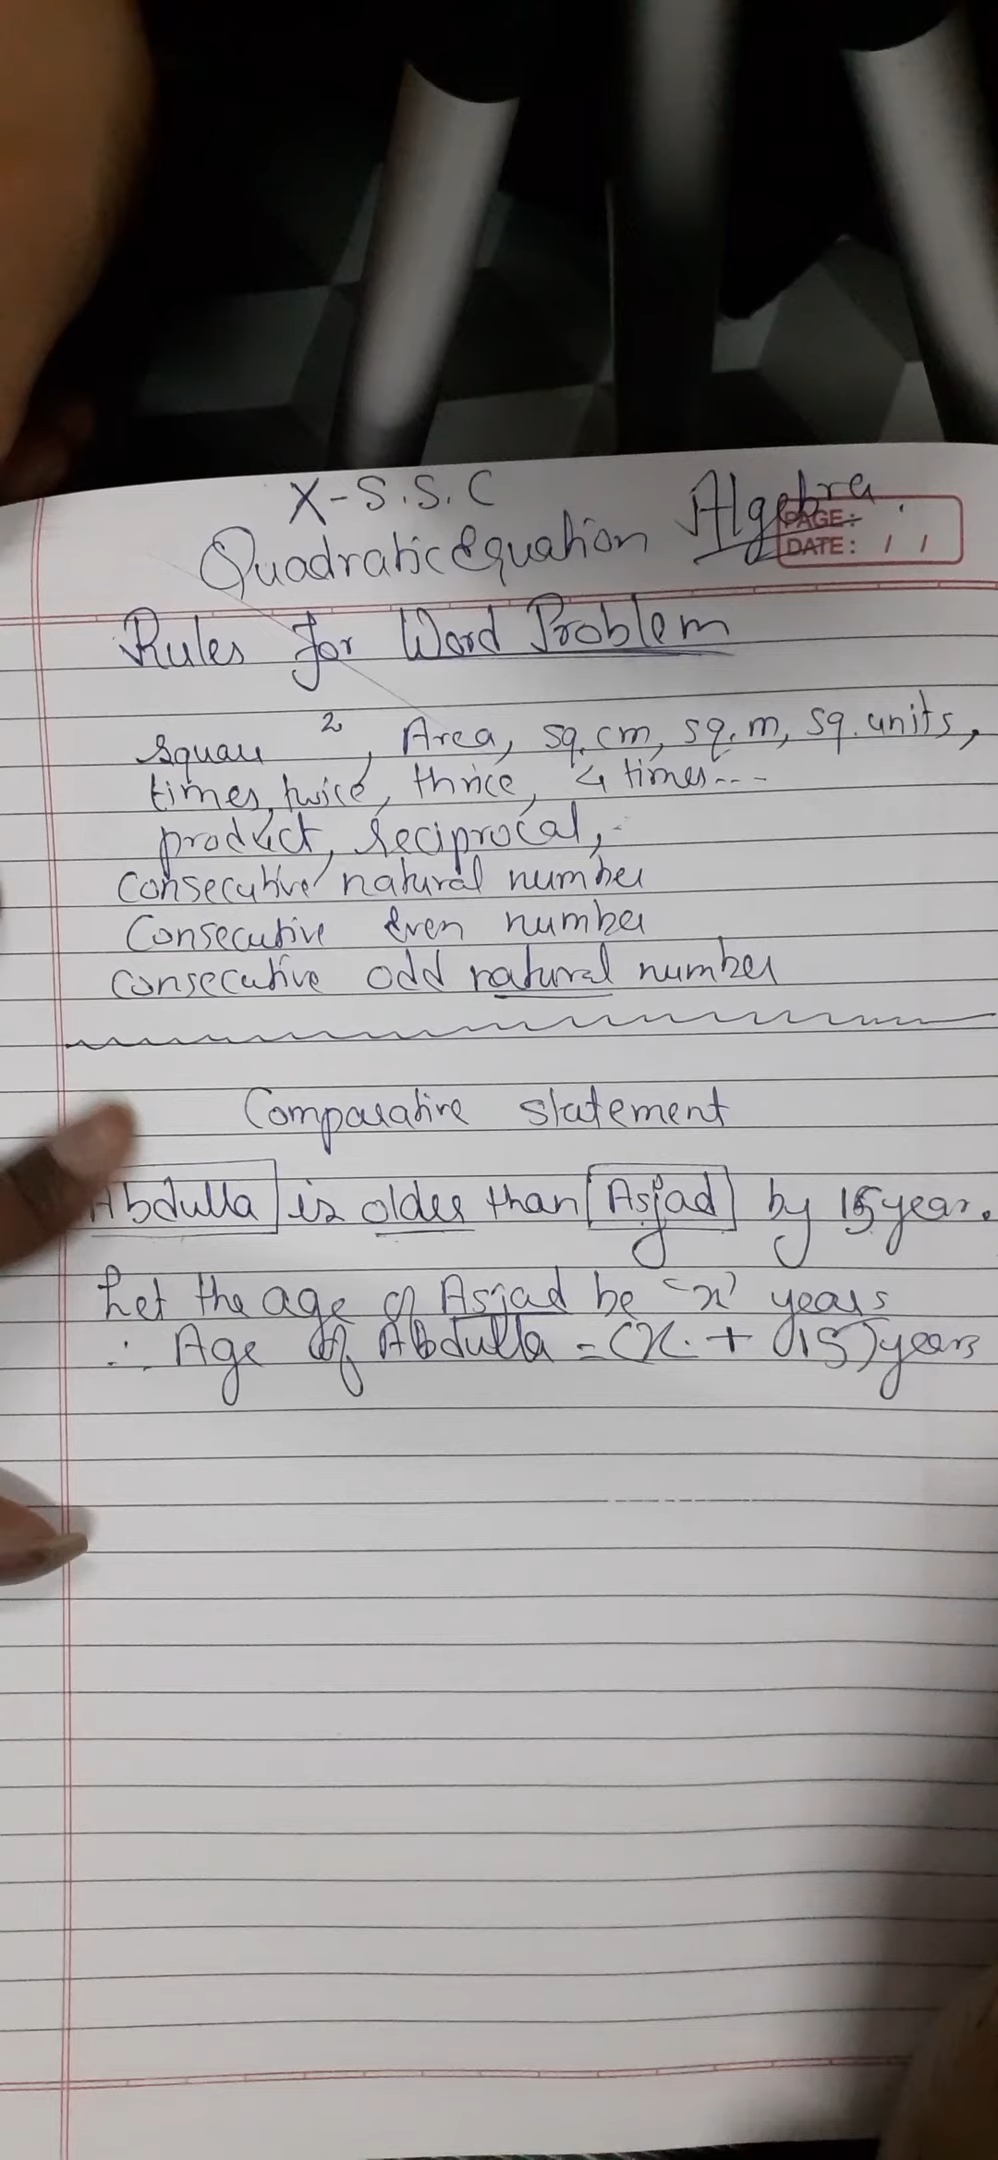 X-S.S.C
Quadratic Equation Algebra
PAGE:
DATE: / /
Rules for Word Problem
square ², Area, sq.cm, sq.m, sq.units,
times, twice, thrice, 4 times---
product, reciprocal,
Consecutive natural number
Consecutive Even number
consecutive odd natural number
Comparative statement
Abdulla is older than Asjad by 15 year.
Let the age of Asjad be 'x' years
∴ Age of Abdulla = (x + 15) years